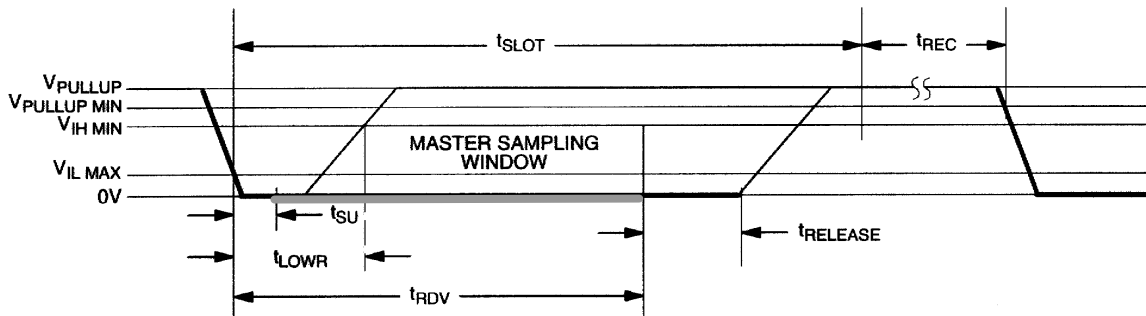 tSLOT
tREC
VPULLUP
VPULLUP MIN
VIH MIN
MASTER SAMPLING
WINDOW
VIL MAX
0V
tSU
tRELEASE
tLOWR
tRDV